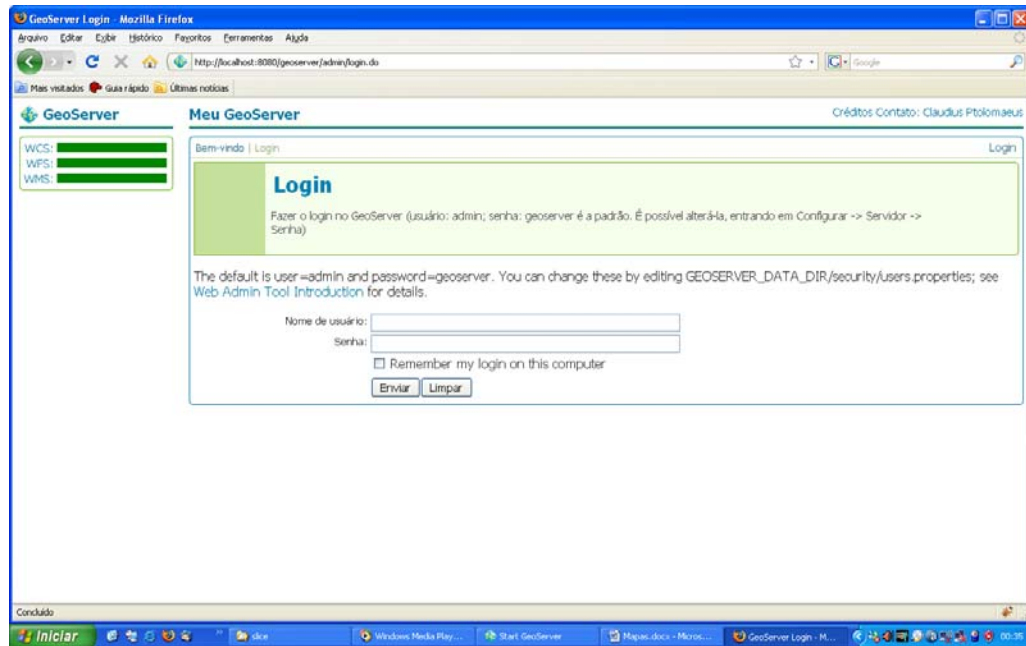 GeoServer Login - Mozilla Firefox
Arquivo Editar Exibir Histórico Favoritos Ferramentas Ajuda
http://localhost:8080/geoserver/admin/login.do
Google
Mais visitados Guia rápido Últimas notícias
GeoServer
Meu GeoServer
Créditos Contato: Claudius Ptolomaeus
WCS:
WFS:
WMS:
Bem-vindo | Login
Login
Login
Fazer o login no GeoServer (usuário: admin; senha: geoserver é a padrão. É possível alterá-la, entrando em Configurar -> Servidor ->
Senha)
The default is user=admin and password=geoserver. You can change these by editing GEOSERVER_DATA_DIR/security/users.properties; see
Web Admin Tool Introduction for details.
Nome de usuário:
Senha:
Remember my login on this computer
Enviar Limpar
Concluído
Iniciar
slice
Windows Media Play...
Start GeoServer
Mapas.docx - Micros...
GeoServer Login - M...
00:35